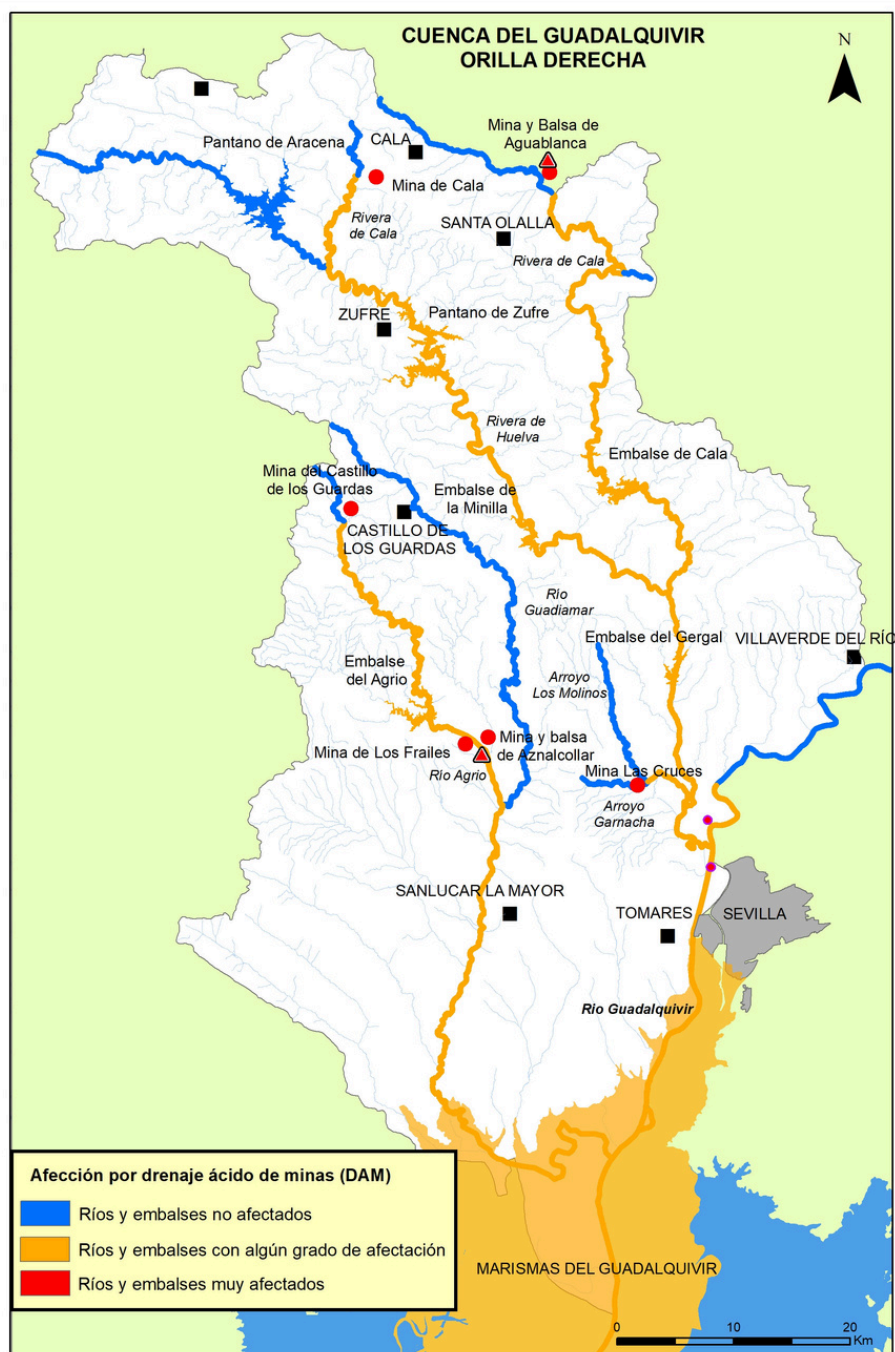 CUENCA DEL GUADALQUIVIR
ORILLA DERECHA
N
Pantano de Aracena
CALA
Mina y Balsa de
Aguablanca
Mina de Cala
Rivera
de Cala
SANTA OLALLA
Rivera de Cala
ZUFRE
Pantano de Zufre
Rivera de
Huelva
Embalse de Cala
Mina del Castillo
de los Guardas
Embalse de
la Minilla
CASTILLO DE
LOS GUARDAS
Rio
Guadiamar
Embalse del Gergal
VILLAVERDE DEL RÍO
Embalse
del Agrio
Arroyo
Los Molinos
Mina de Los Frailes
Mina y balsa
de Aznalcollar
Rio Agrio
Mina Las Cruces
Arroyo
Garnacha
SANLUCAR LA MAYOR
TOMARES
SEVILLA
Rio Guadalquivir
Afección por drenaje ácido de minas (DAM)
Ríos y embalses no afectados
Ríos y embalses con algún grado de afectación
Ríos y embalses muy afectados
MARISMAS DEL GUADALQUIVIR
0 10 20
Km